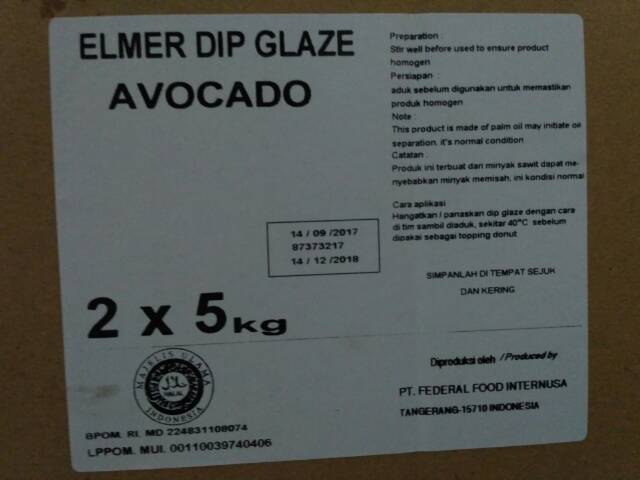 ELMER DIP GLAZE
AVOCADO
Preparation :
Stir well before used to ensure product
homogen
Persiapan :
aduk sebelum digunakan untuk memastikan
produk homogen
Note :
This product is made of palm oil may initiate oil
separation, it's normal condition
Catatan :
Produk ini terbuat dari minyak sawit dapat me-
nyebabkan minyak memisah, ini kondisi normal
Cara aplikasi
Hangatkan / panaskan dip glaze dengan cara
di tim sambil diaduk, sekitar 40°C sebelum
dipakai sebagai topping donut
14 / 09 /2017
87373217
14 / 12 /2018
SIMPANLAH DI TEMPAT SEJUK
DAN KERING
2 x 5kg
MAJELIS ULAMA
HALAL
INDONESIA
Diproduksi oleh / Produced by
PT. FEDERAL FOOD INTERNUSA
TANGERANG-15710 INDONESIA
BPOM. RI. MD 224831108074
LPPOM. MUI. 00110039740406